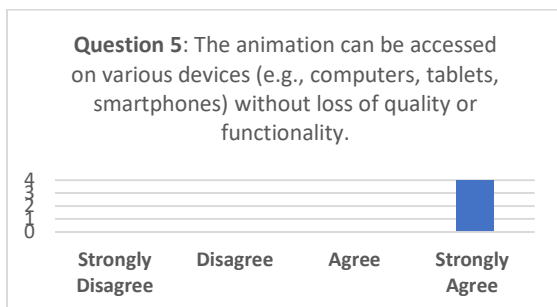 Question 5: The animation can be accessed
on various devices (e.g., computers, tablets,
smartphones) without loss of quality or
functionality.
4
3
2
1
0
Strongly Disagree Agree Strongly
Disagree Agree